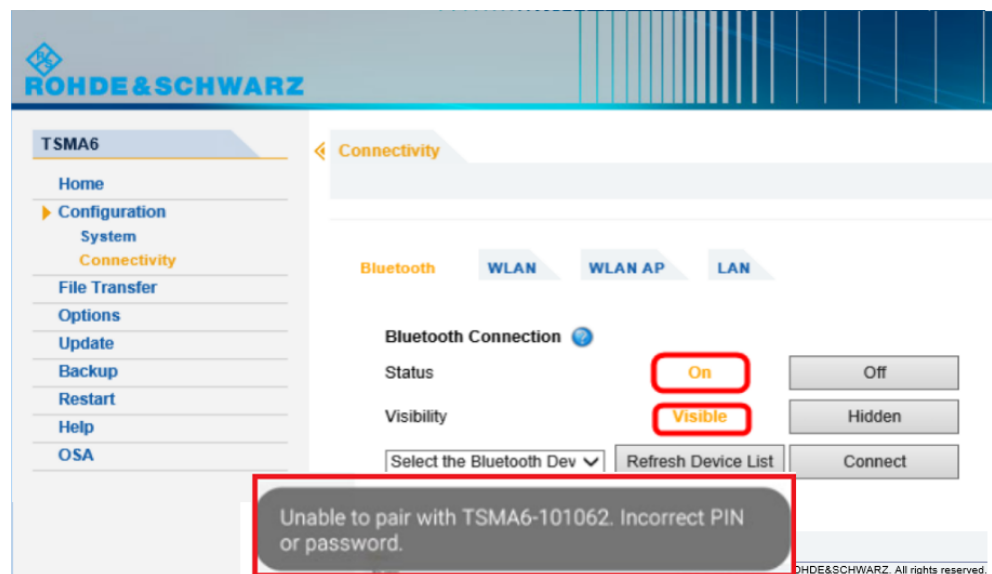 R&S
ROHDE&SCHWARZ
TSMA6
Home
Configuration
System
Connectivity
File Transfer
Options
Update
Backup
Restart
Help
OSA
Connectivity
Bluetooth WLAN WLAN AP LAN
Bluetooth Connection ?
Status On Off
Visibility Visible Hidden
Select the Bluetooth Dev Refresh Device List Connect
Unable to pair with TSMA6-101062. Incorrect PIN
or password.
OHDE&SCHWARZ. All rights reserved.